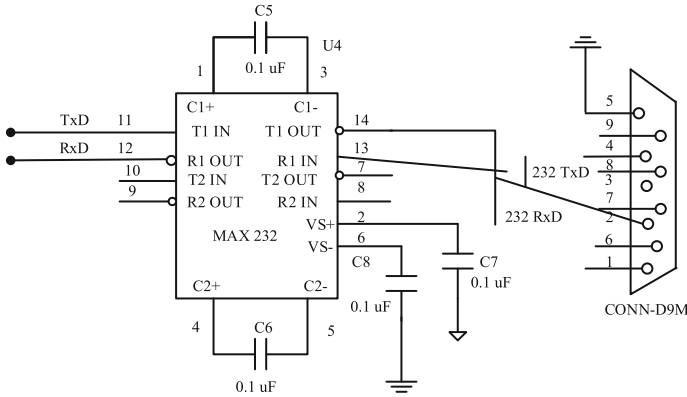 C5
U4
0.1 uF
1
3
C1+
C1-
TxD
11
T1 IN
T1 OUT
14
RxD
12
R1 OUT
R1 IN
13
10
T2 IN
T2 OUT
7
9
R2 OUT
R2 IN
8
VS+
2
MAX 232
VS-
6
C2+
C2-
C8
0.1 uF
C7
0.1 uF
4
C6
5
0.1 uF
232 TxD
232 RxD
5
9
4
8
3
7
2
6
1
CONN-D9M